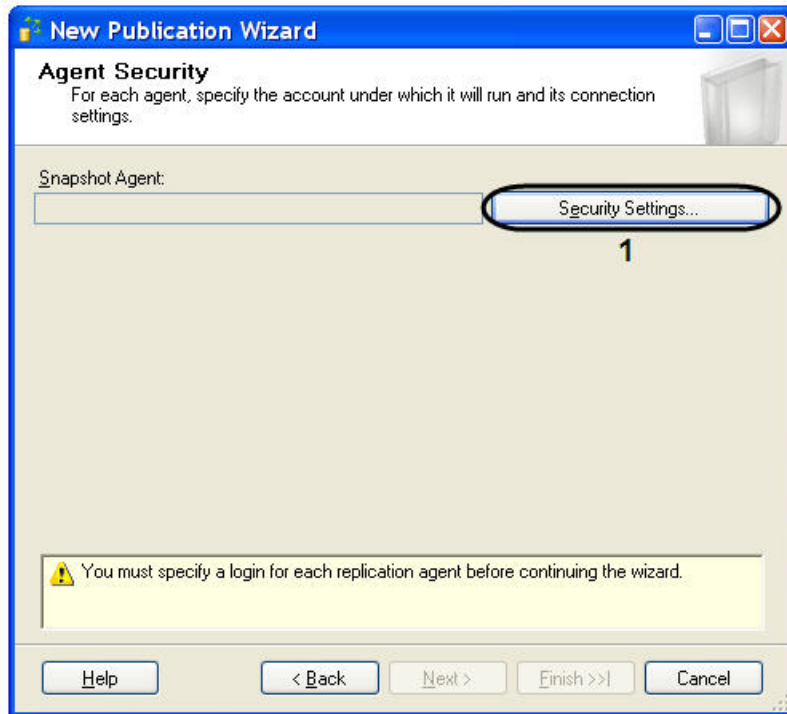 New Publication Wizard
Agent Security
For each agent, specify the account under which it will run and its connection
settings.
Snapshot Agent:
Security Settings...
1
You must specify a login for each replication agent before continuing the wizard.
Help
< Back
Next >
Finish >>|
Cancel